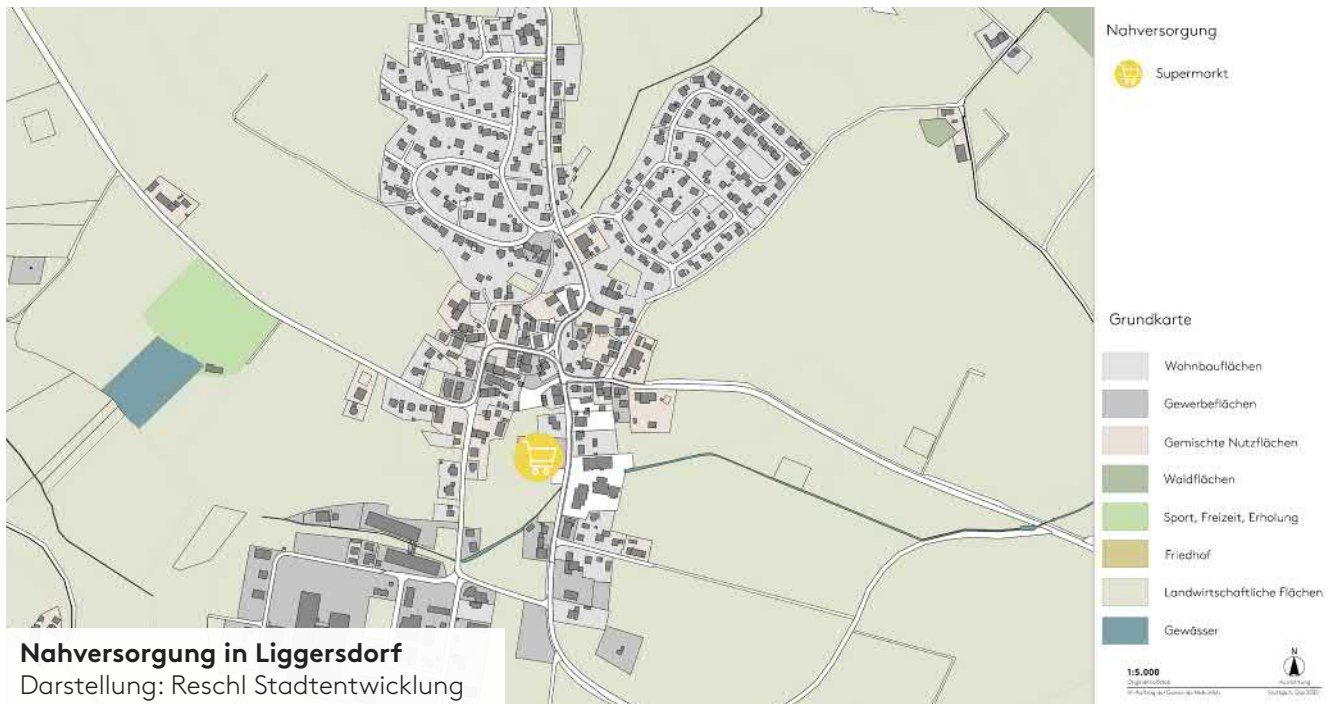 Nahversorgung
Supermarkt
Grundkarte
Wohnbauflächen
Gewerbeflächen
Gemischte Nutzflächen
Waldflächen
Sport, Freizeit, Erholung
Friedhof
Landwirtschaftliche Flächen
Gewässer
N
1:5.000
Nahversorgung in Liggersdorf
Darstellung: Reschl Stadtentwicklung